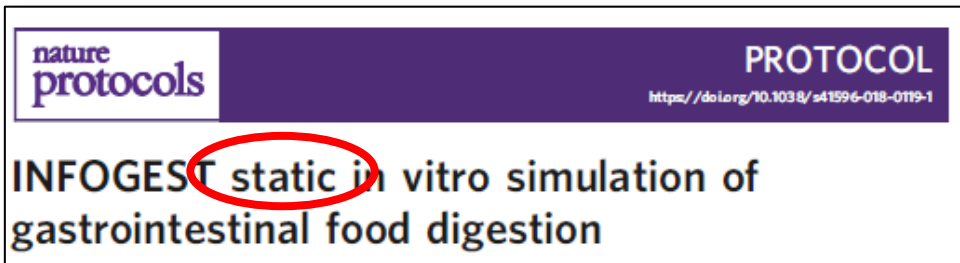 nature
protocols
PROTOCOL
https://doi.org/10.1038/s41596-018-0119-1
INFOGEST static in vitro simulation of
gastrointestinal food digestion